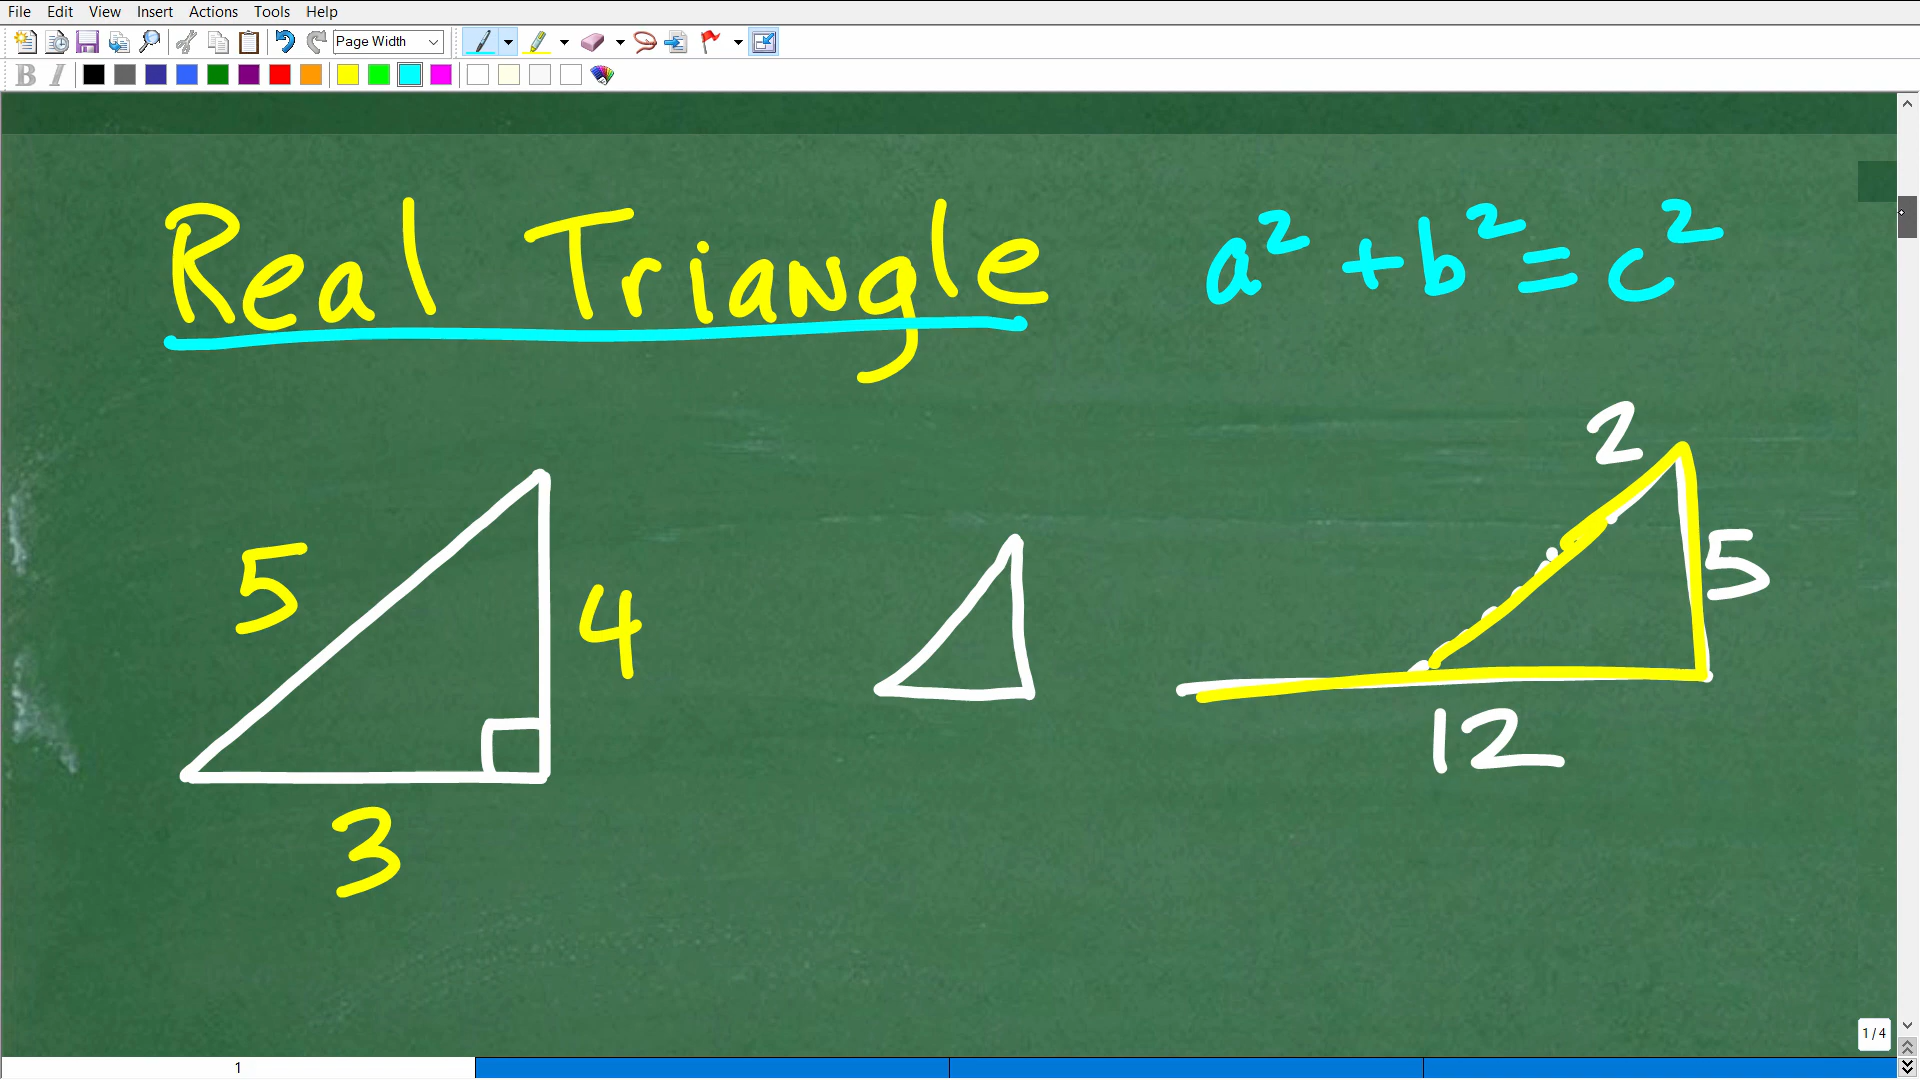 File Edit View Insert Actions Tools Help
Page Width
B I
Real Triangle a² + b² = c²
2
5 4 5
12
3
1 / 4
1